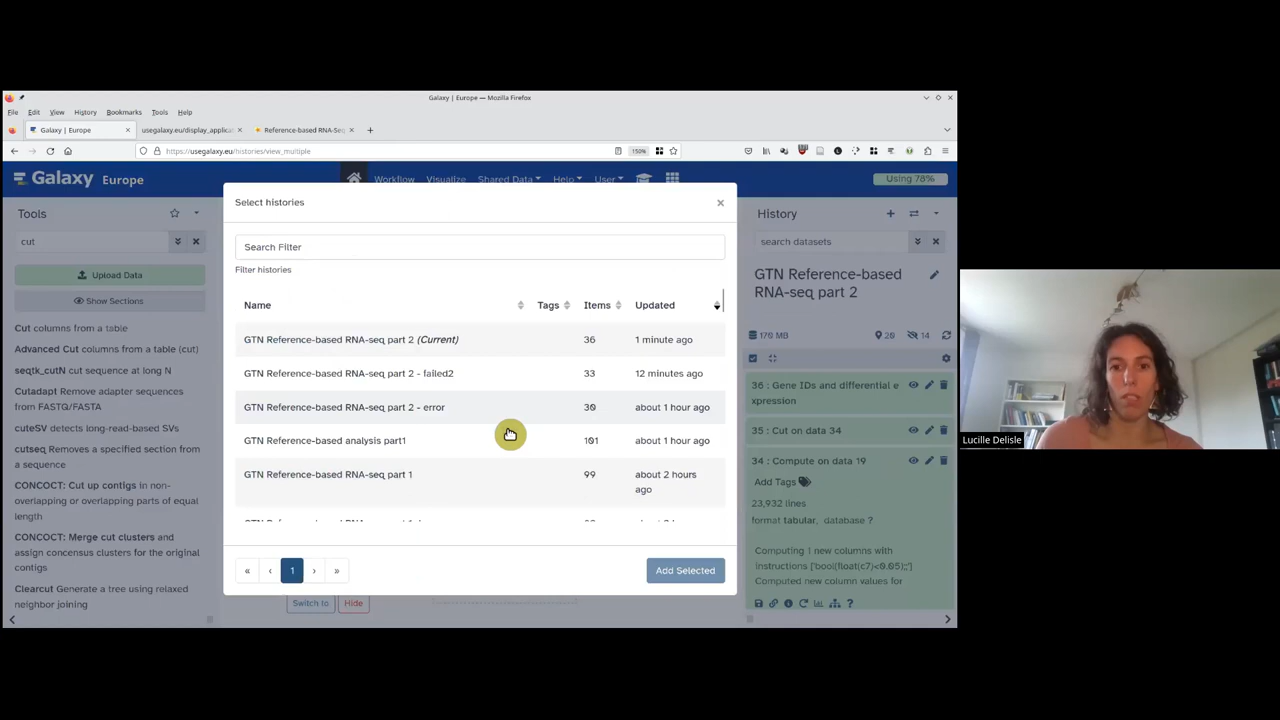 Galaxy | Europe — Mozilla Firefox
File Edit View History Bookmarks Tools Help
Galaxy | Europe × usegalaxy.eu/display_applicat × Reference-based RNA-Seq × +
https://usegalaxy.eu/histories/view_multiple 150%
Galaxy Europe Workflow Visualize Shared Data Help User Using 78%
Tools
cut
Upload Data
Show Sections
Cut columns from a table
Advanced Cut columns from a table (cut)
seqtk_cutN cut sequence at long N
Cutadapt Remove adapter sequences
from FASTQ/FASTA
cuteSV detects long-read-based SVs
cutseq Removes a specified section from
a sequence
CONCOCT: Cut up contigs in non-
overlapping or overlapping parts of equal
length
CONCOCT: Merge cut clusters and
assign concensus clusters for the original
contigs
Clearcut Generate a tree using relaxed
neighbor joining
Select histories ×
Search Filter
Filter histories
Name Tags Items Updated
GTN Reference-based RNA-seq part 2 (Current) 36 1 minute ago
GTN Reference-based RNA-seq part 2 - failed2 33 12 minutes ago
GTN Reference-based RNA-seq part 2 - error 30 about 1 hour ago
GTN Reference-based analysis part1 101 about 1 hour ago
GTN Reference-based RNA-seq part 1 99 about 2 hours
ago
« ‹ 1 › » Add Selected
Switch to Hide
History
search datasets
GTN Reference-based
RNA-seq part 2
170 MB 20 14
36 : Gene IDs and differential e
xpression
35 : Cut on data 34
34 : Compute on data 19
Add Tags
23,932 lines
format tabular, database ?
Computing 1 new columns with
instructions ['bool(float(c7)<0.05);;']
Computed new column values for
Lucille Delisle